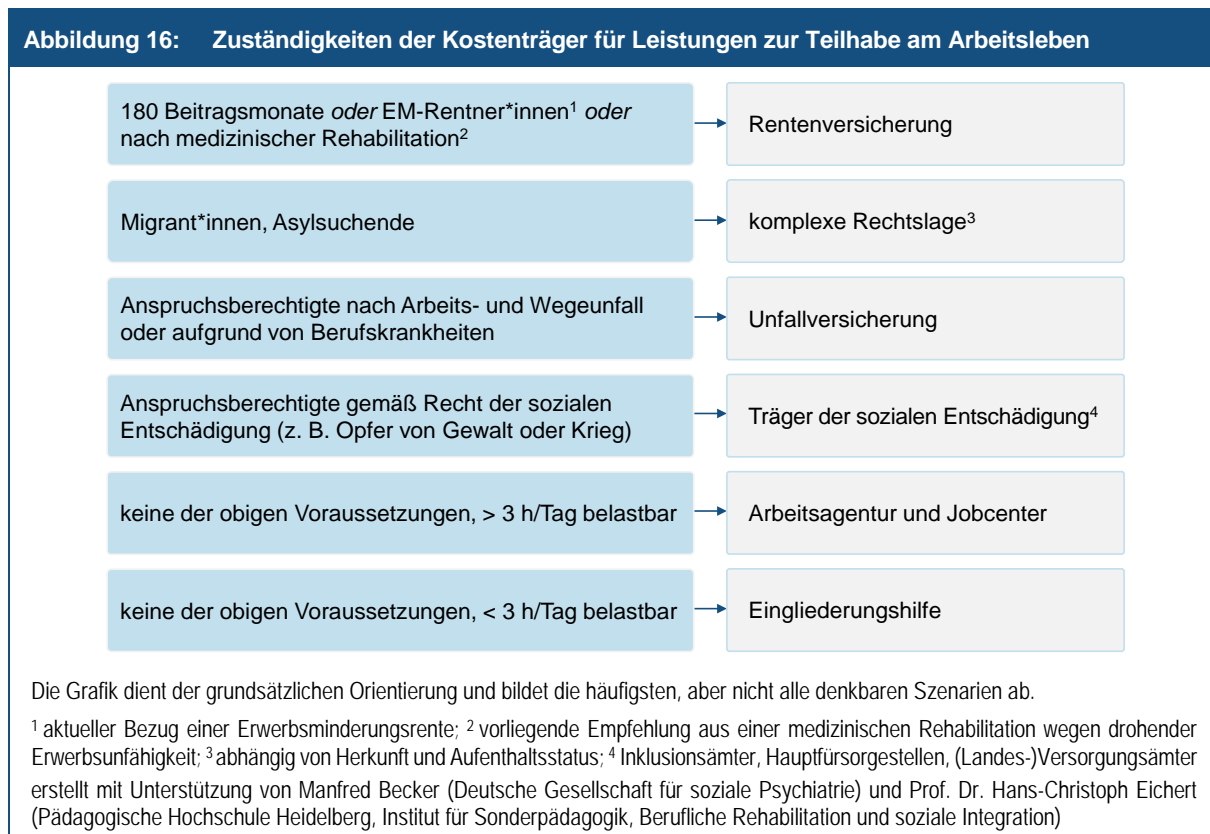 Abbildung 16: Zuständigkeiten der Kostenträger für Leistungen zur Teilhabe am Arbeitsleben
180 Beitragsmonate oder EM-Rentner*innen¹ oder
nach medizinischer Rehabilitation²
Rentenversicherung
Migrant*innen, Asylsuchende
komplexe Rechtslage³
Anspruchsberechtigte nach Arbeits- und Wegeunfall
oder aufgrund von Berufskrankheiten
Unfallversicherung
Anspruchsberechtigte gemäß Recht der sozialen
Entschädigung (z. B. Opfer von Gewalt oder Krieg)
Träger der sozialen Entschädigung⁴
keine der obigen Voraussetzungen, > 3 h/Tag belastbar
Arbeitsagentur und Jobcenter
keine der obigen Voraussetzungen, < 3 h/Tag belastbar
Eingliederungshilfe
Die Grafik dient der grundsätzlichen Orientierung und bildet die häufigsten, aber nicht alle denkbaren Szenarien ab.
¹ aktueller Bezug einer Erwerbsminderungsrente; ² vorliegende Empfehlung aus einer medizinischen Rehabilitation wegen drohender
Erwerbsunfähigkeit; ³ abhängig von Herkunft und Aufenthaltsstatus; ⁴ Inklusionsämter, Hauptfürsorgestellen, (Landes-)Versorgungsämter
erstellt mit Unterstützung von Manfred Becker (Deutsche Gesellschaft für soziale Psychiatrie) und Prof. Dr. Hans-Christoph Eichert
(Pädagogische Hochschule Heidelberg, Institut für Sonderpädagogik, Berufliche Rehabilitation und soziale Integration)